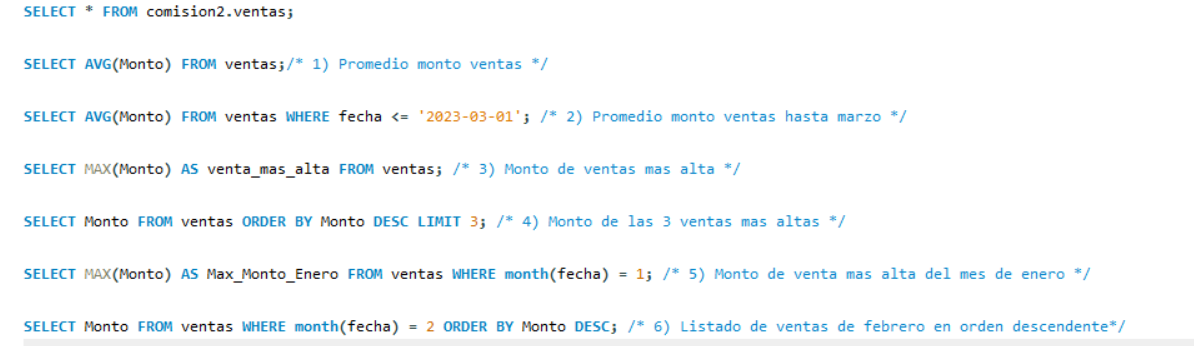 SELECT * FROM comision2.ventas;
SELECT AVG(Monto) FROM ventas;/* 1) Promedio monto ventas */
SELECT AVG(Monto) FROM ventas WHERE fecha <= '2023-03-01'; /* 2) Promedio monto ventas hasta marzo */
SELECT MAX(Monto) AS venta_mas_alta FROM ventas; /* 3) Monto de ventas mas alta */
SELECT Monto FROM ventas ORDER BY Monto DESC LIMIT 3; /* 4) Monto de las 3 ventas mas altas */
SELECT MAX(Monto) AS Max_Monto_Enero FROM ventas WHERE month(fecha) = 1; /* 5) Monto de venta mas alta del mes de enero */
SELECT Monto FROM ventas WHERE month(fecha) = 2 ORDER BY Monto DESC; /* 6) Listado de ventas de febrero en orden descendente*/